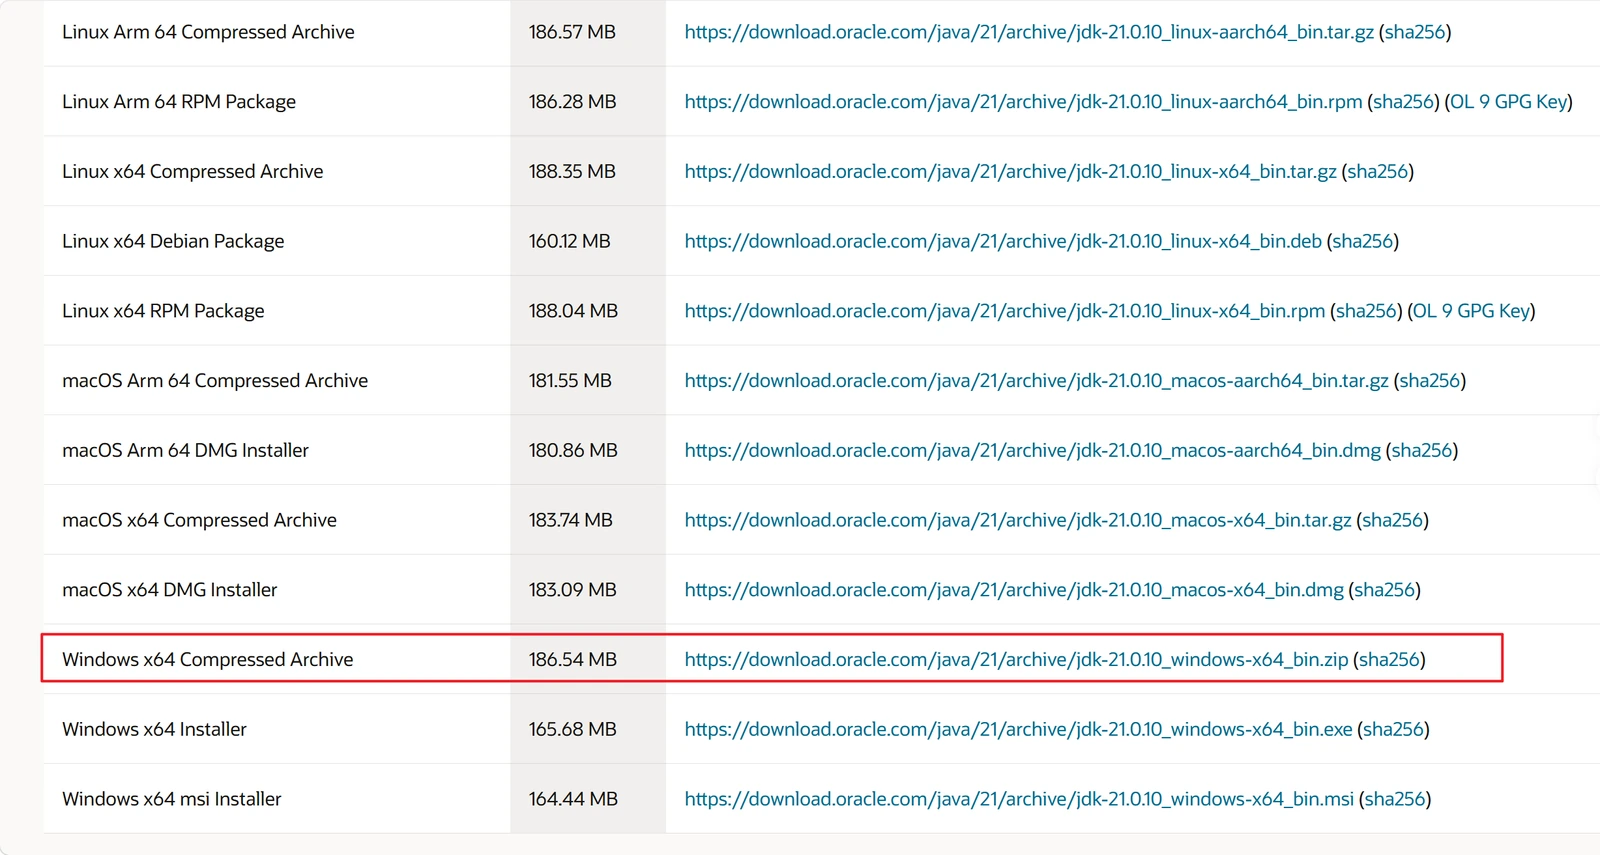 Linux Arm 64 Compressed Archive 186.57 MB https://download.oracle.com/java/21/archive/jdk-21.0.10_linux-aarch64_bin.tar.gz (sha256)
Linux Arm 64 RPM Package 186.28 MB https://download.oracle.com/java/21/archive/jdk-21.0.10_linux-aarch64_bin.rpm (sha256) (OL 9 GPG Key)
Linux x64 Compressed Archive 188.35 MB https://download.oracle.com/java/21/archive/jdk-21.0.10_linux-x64_bin.tar.gz (sha256)
Linux x64 Debian Package 160.12 MB https://download.oracle.com/java/21/archive/jdk-21.0.10_linux-x64_bin.deb (sha256)
Linux x64 RPM Package 188.04 MB https://download.oracle.com/java/21/archive/jdk-21.0.10_linux-x64_bin.rpm (sha256) (OL 9 GPG Key)
macOS Arm 64 Compressed Archive 181.55 MB https://download.oracle.com/java/21/archive/jdk-21.0.10_macos-aarch64_bin.tar.gz (sha256)
macOS Arm 64 DMG Installer 180.86 MB https://download.oracle.com/java/21/archive/jdk-21.0.10_macos-aarch64_bin.dmg (sha256)
macOS x64 Compressed Archive 183.74 MB https://download.oracle.com/java/21/archive/jdk-21.0.10_macos-x64_bin.tar.gz (sha256)
macOS x64 DMG Installer 183.09 MB https://download.oracle.com/java/21/archive/jdk-21.0.10_macos-x64_bin.dmg (sha256)
Windows x64 Compressed Archive 186.54 MB https://download.oracle.com/java/21/archive/jdk-21.0.10_windows-x64_bin.zip (sha256)
Windows x64 Installer 165.68 MB https://download.oracle.com/java/21/archive/jdk-21.0.10_windows-x64_bin.exe (sha256)
Windows x64 msi Installer 164.44 MB https://download.oracle.com/java/21/archive/jdk-21.0.10_windows-x64_bin.msi (sha256)